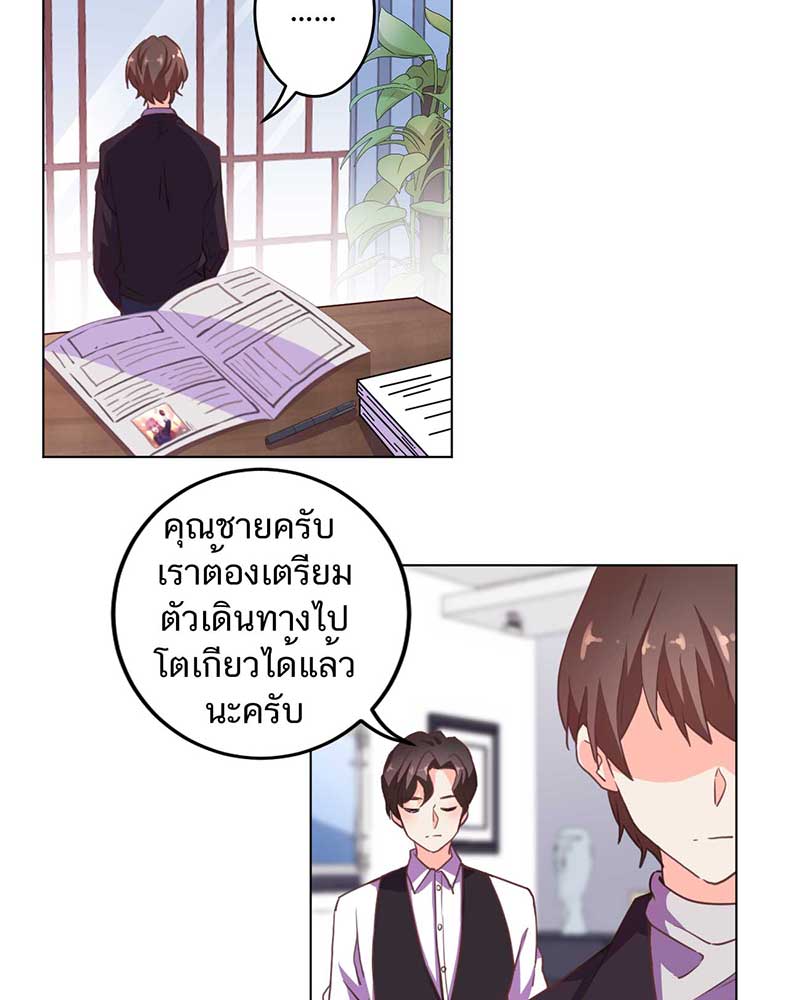 ......
คุณชายครับ
เราต้องเตรียม
ตัวเดินทางไป
โตเกียวได้แล้ว
นะครับ